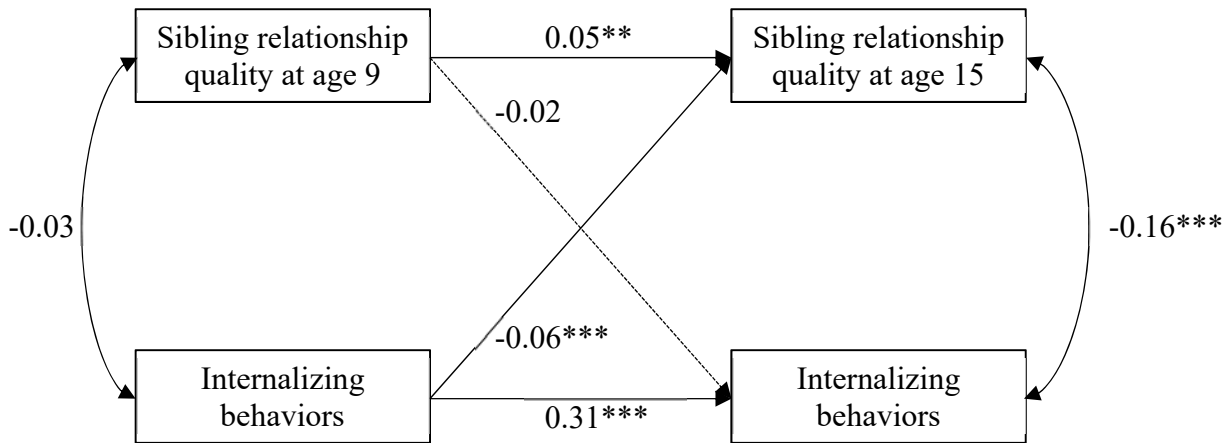 Sibling relationship
quality at age 9
0.05**
Sibling relationship
quality at age 15
-0.02
-0.03
-0.16***
-0.06***
Internalizing
behaviors
0.31***
Internalizing
behaviors